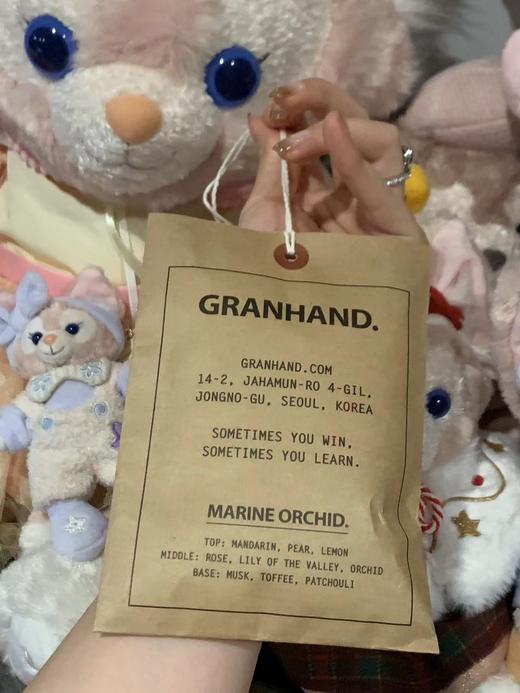 GRANHAND.
GRANHAND.COM
14-2, JAHAMUN-RO 4-GIL,
JONGNO-GU, SEOUL, KOREA
SOMETIMES YOU WIN,
SOMETIMES YOU LEARN.
MARINE ORCHID.
TOP: MANDARIN, PEAR, LEMON
MIDDLE: ROSE, LILY OF THE VALLEY, ORCHID
BASE: MUSK, TOFFEE, PATCHOULI